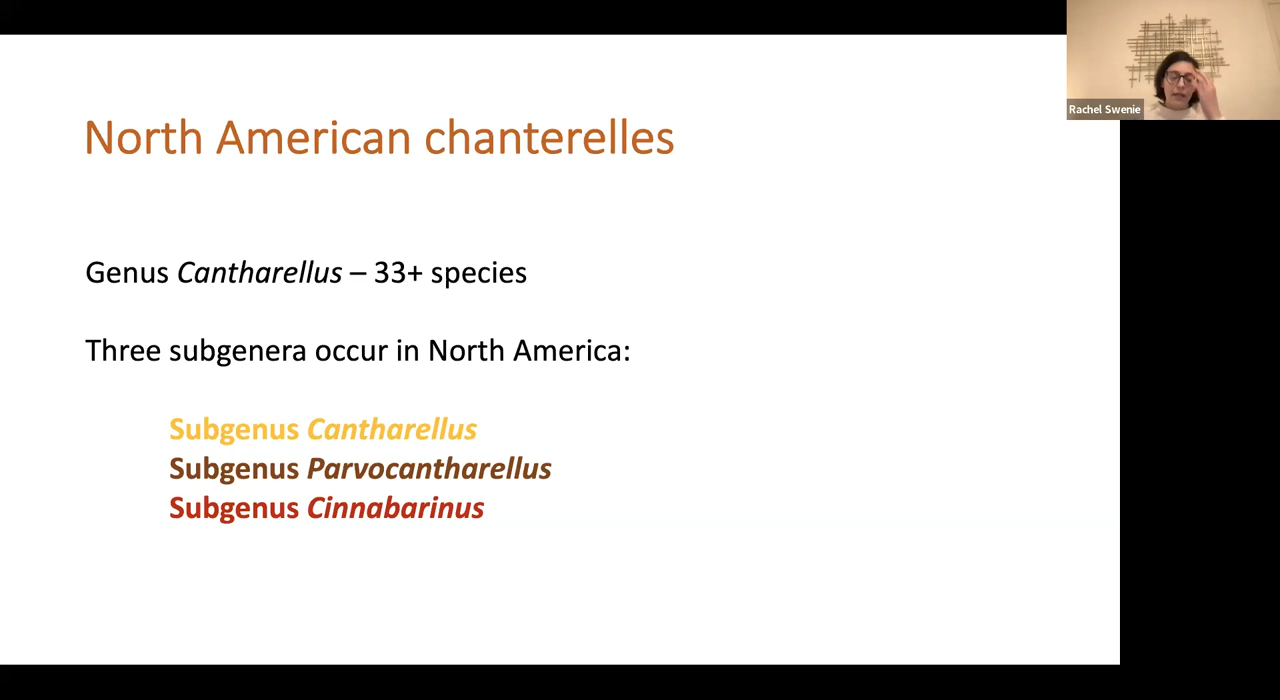 North American chanterelles
Genus Cantharellus – 33+ species
Three subgenera occur in North America:
Subgenus Cantharellus
Subgenus Parvocantharellus
Subgenus Cinnabarinus
Rachel Swenie